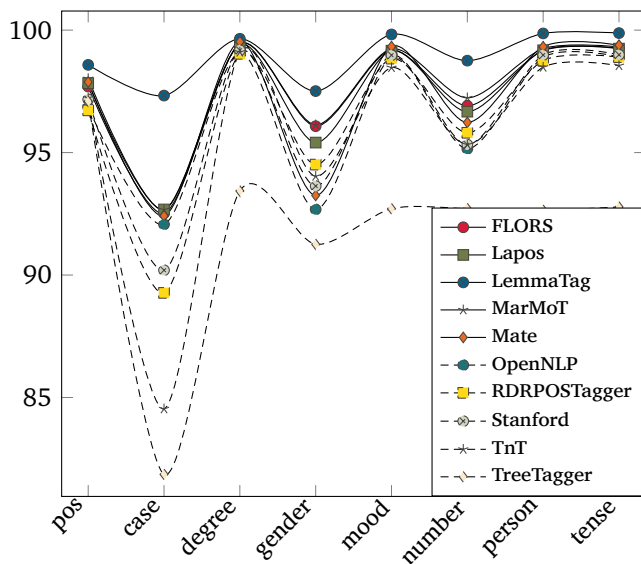 100
95
90
85
pos
case
degree
gender
mood
number
person
tense
FLORS
Lapos
LemmaTag
MarMoT
Mate
OpenNLP
RDRPOSTagger
Stanford
TnT
TreeTagger